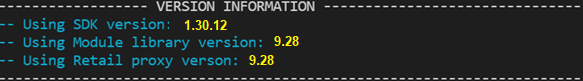 ---------------------- VERSION INFORMATION ------------------------------------
-- Using SDK version: 1.30.12
-- Using Module library version: 9.28
-- Using Retail proxy verson: 9.28
-------------------------------------------------------------------------------